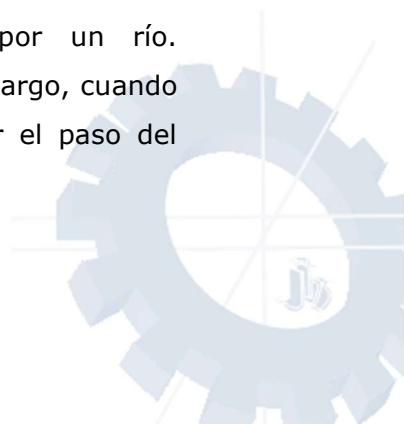 por un río.
argo, cuando
r el paso del